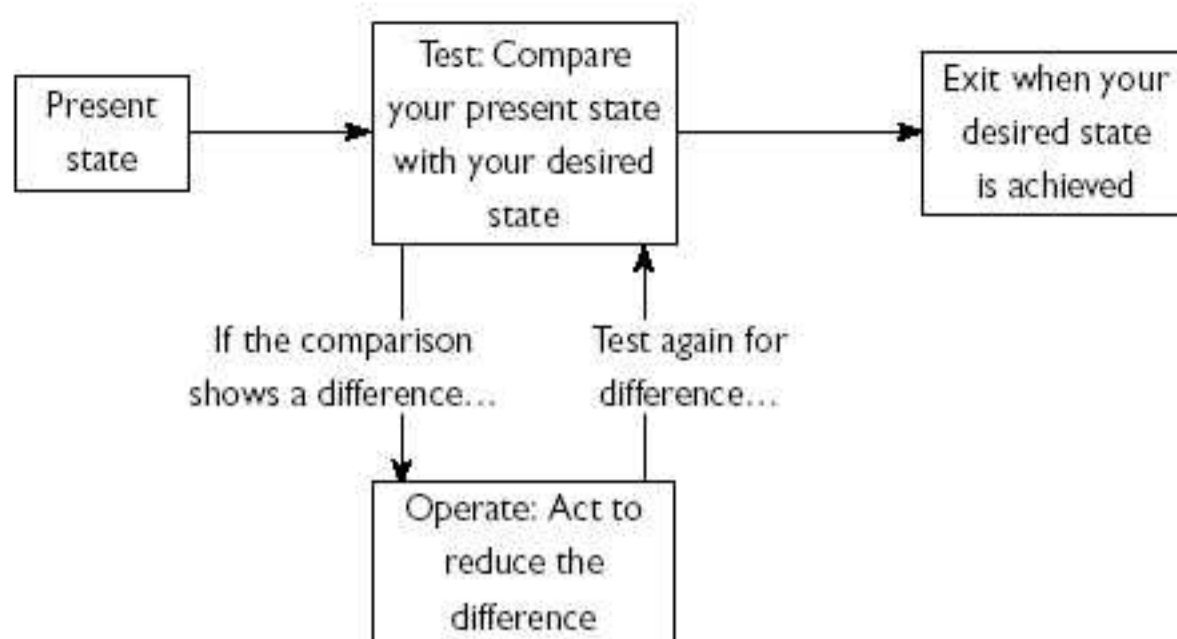 Present
state
Test: Compare
your present state
with your desired
state
Exit when your
desired state
is achieved
If the comparison
shows a difference…
Test again for
difference…
Operate: Act to
reduce the
difference